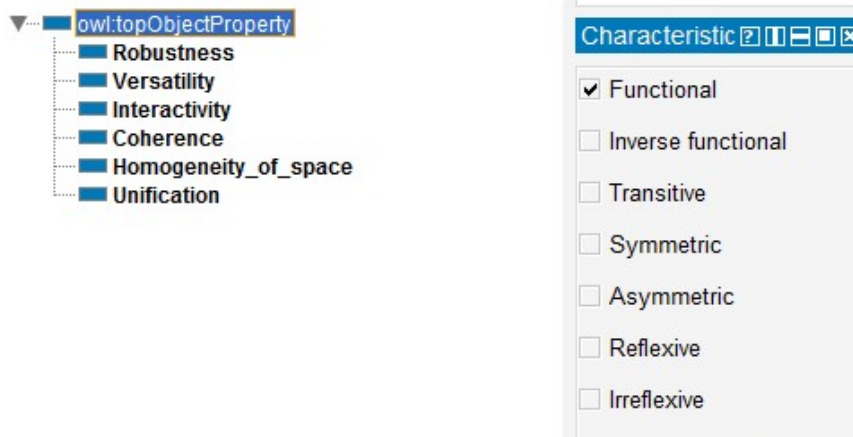 owl:topObjectProperty
Robustness
Versatility
Interactivity
Coherence
Homogeneity_of_space
Unification
Characteristic
Functional
Inverse functional
Transitive
Symmetric
Asymmetric
Reflexive
Irreflexive